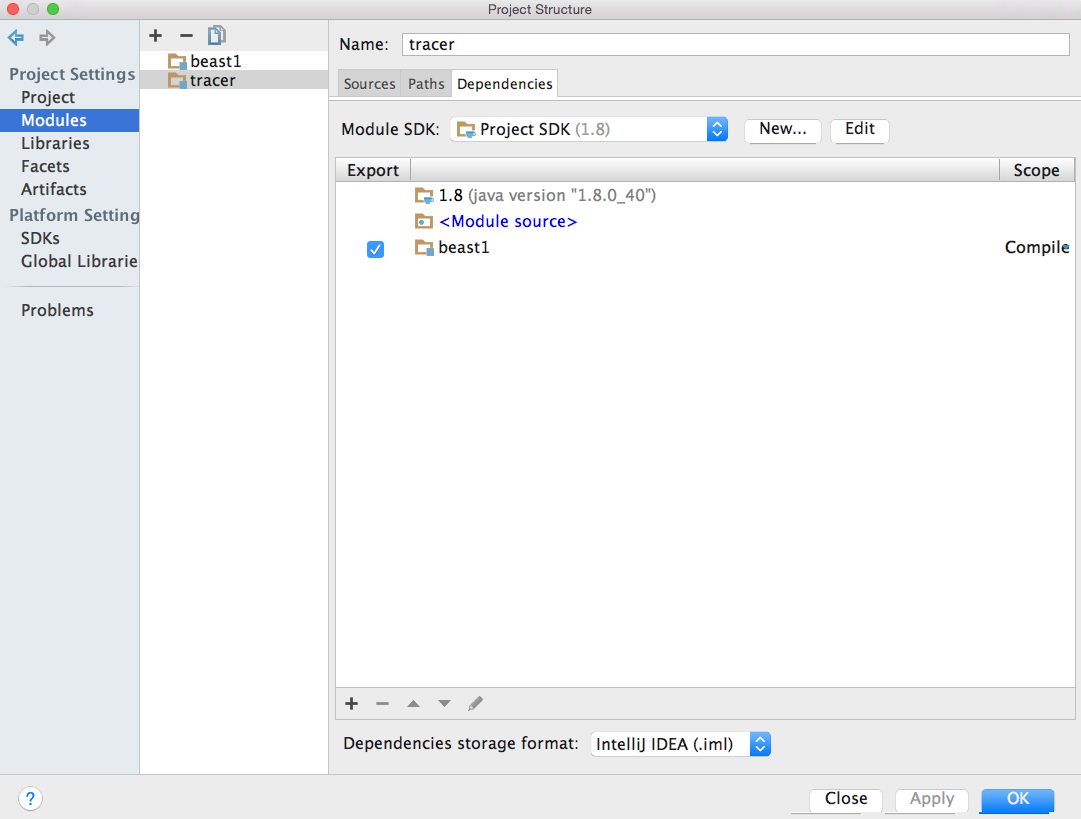 Project Structure
Project Settings
Project
Modules
Libraries
Facets
Artifacts
Platform Setting
SDKs
Global Librarie
Problems
beast1
tracer
Name: tracer
Sources Paths Dependencies
Module SDK: Project SDK (1.8) New... Edit
Export Scope
1.8 (java version "1.8.0_40")
<Module source>
beast1 Compile
Dependencies storage format: IntelliJ IDEA (.iml)
? Close Apply OK